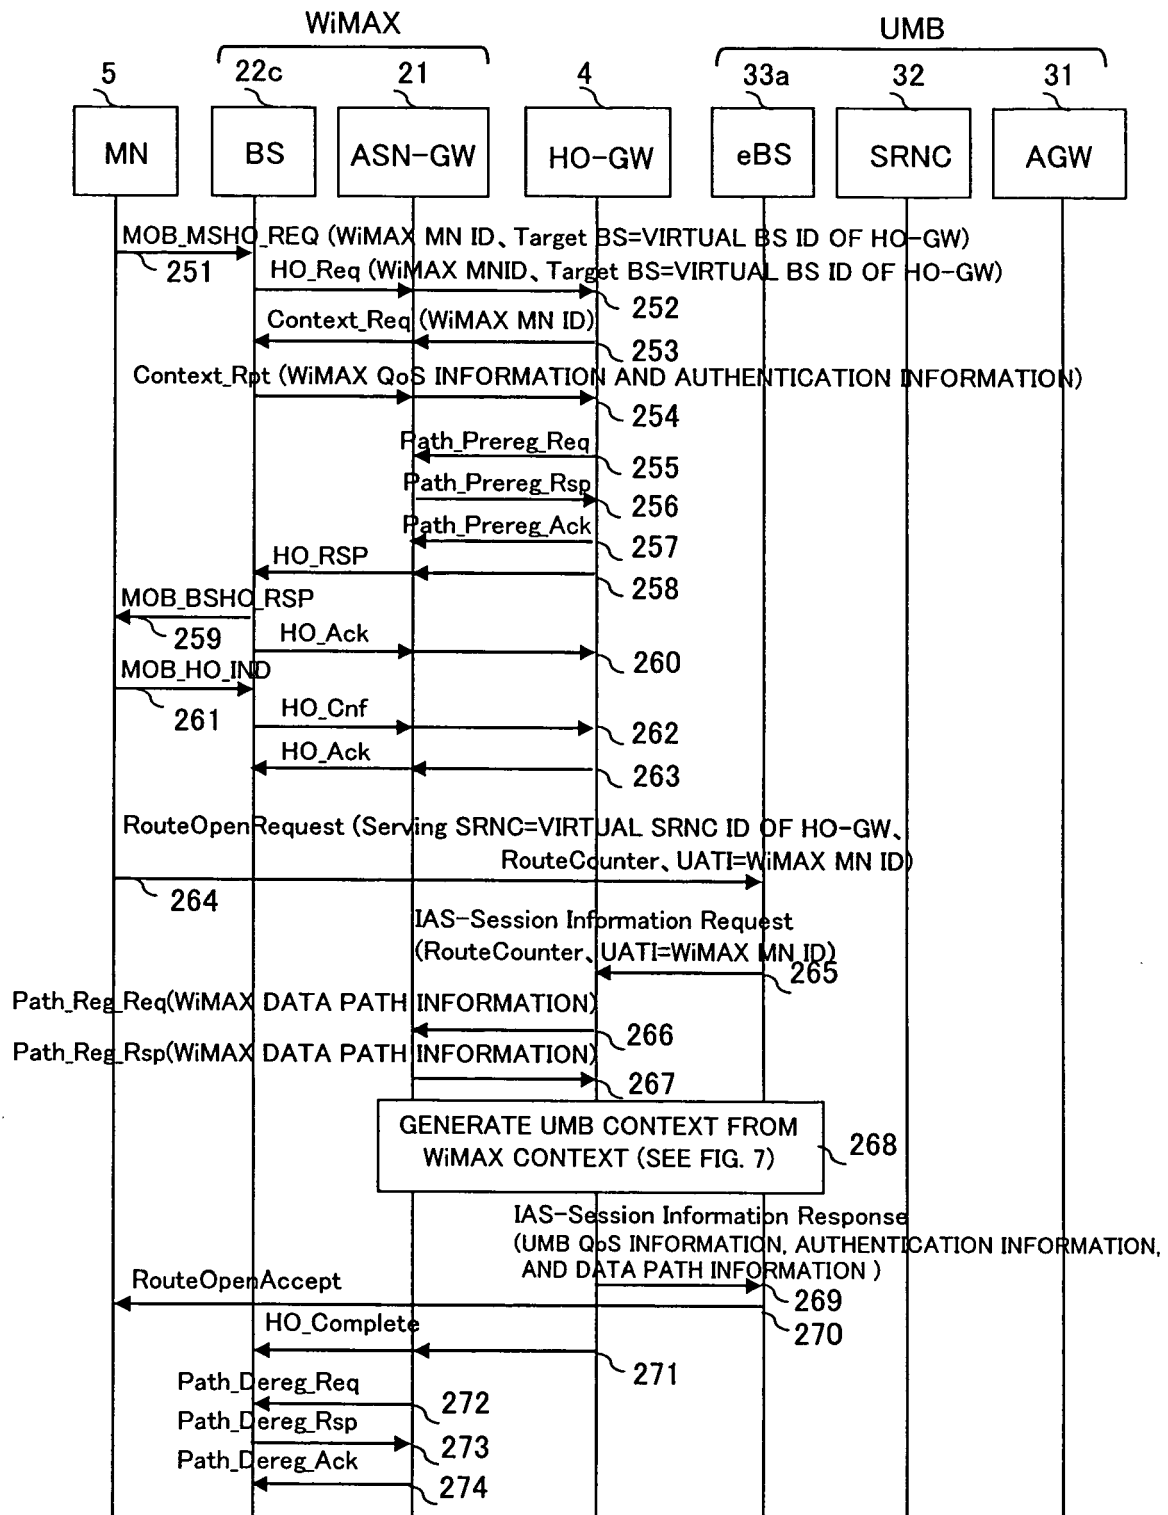 WiMAX
UMB
5
22c
21
4
33a
32
31
MN
BS
ASN-GW
HO-GW
eBS
SRNC
AGW
MOB_MSHO_REQ (WiMAX MN ID、Target BS=VIRTUAL BS ID OF HO-GW)
251
HO_Req (WiMAX MNID、Target BS=VIRTUAL BS ID OF HO-GW)
252
Context_Req (WiMAX MN ID)
253
Context_Rpt (WiMAX QoS INFORMATION AND AUTHENTICATION INFORMATION)
254
Path_Prereg_Req
255
Path_Prereg_Rsp
256
Path_Prereg_Ack
257
HO_RSP
258
MOB_BSHO_RSP
259
HO_Ack
260
MOB_HO_IND
261
HO_Cnf
262
HO_Ack
263
RouteOpenRequest (Serving SRNC=VIRTUAL SRNC ID OF HO-GW、
RouteCounter、UATI=WiMAX MN ID)
264
IAS-Session Information Request
(RouteCounter、UATI=WiMAX MN ID)
265
Path_Reg_Req(WiMAX DATA PATH INFORMATION)
266
Path_Reg_Rsp(WiMAX DATA PATH INFORMATION)
267
GENERATE UMB CONTEXT FROM
WiMAX CONTEXT (SEE FIG. 7)
268
IAS-Session Information Response
(UMB QoS INFORMATION, AUTHENTICATION INFORMATION,
AND DATA PATH INFORMATION )
269
RouteOpenAccept
270
HO_Complete
271
Path_Dereg_Req
272
Path_Dereg_Rsp
273
Path_Dereg_Ack
274